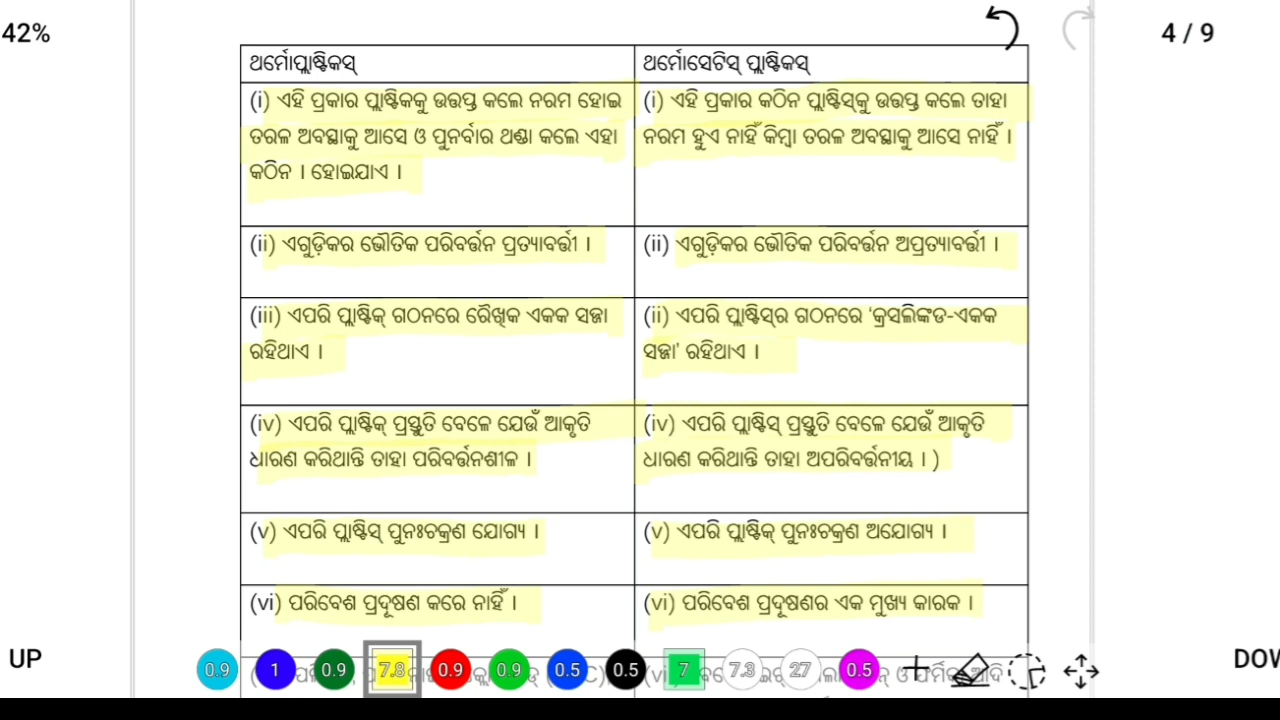 42%
4 / 9
ଥର୍ମୋପ୍ଲାଷ୍ଟିକସ୍
ଥର୍ମୋସେଟିସ୍ ପ୍ଲାଷ୍ଟିକସ୍
(i) ଏହି ପ୍ରକାର ପ୍ଲାଷ୍ଟିକକୁ ଉତ୍ତପ୍ତ କଲେ ନରମ ହୋଇ
ତରଳ ଅବସ୍ଥାକୁ ଆସେ ଓ ପୁନର୍ବାର ଥଣ୍ଡା କଲେ ଏହା
କଠିନ । ହୋଇଯାଏ ।
(i) ଏହି ପ୍ରକାର କଠିନ ପ୍ଲାଷ୍ଟିସ୍‌କୁ ଉତ୍ତପ୍ତ କଲେ ତାହା
ନରମ ହୁଏ ନାହିଁ କିମ୍ବା ତରଳ ଅବସ୍ଥାକୁ ଆସେ ନାହିଁ ।
(ii) ଏଗୁଡ଼ିକର ଭୌତିକ ପରିବର୍ତ୍ତନ ପ୍ରତ୍ୟାବର୍ତ୍ତୀ ।
(ii) ଏଗୁଡ଼ିକର ଭୌତିକ ପରିବର୍ତ୍ତନ ଅପ୍ରତ୍ୟାବର୍ତ୍ତୀ ।
(iii) ଏପରି ପ୍ଲାଷ୍ଟିକ୍ ଗଠନରେ ରୈଖିକ ଏକକ ସଜ୍ଜା
ରହିଥାଏ ।
(ii) ଏପରି ପ୍ଲାଷ୍ଟିସ୍‌ର ଗଠନରେ ‘କ୍ରସଲିଙ୍କଡ-ଏକକ
ସଜ୍ଜା’ ରହିଥାଏ ।
(iv) ଏପରି ପ୍ଲାଷ୍ଟିକ୍ ପ୍ରସ୍ତୁତି ବେଳେ ଯେଉଁ ଆକୃତି
ଧାରଣ କରିଥାନ୍ତି ତାହା ପରିବର୍ତ୍ତନଶୀଳ ।
(iv) ଏପରି ପ୍ଲାଷ୍ଟିସ୍ ପ୍ରସ୍ତୁତି ବେଳେ ଯେଉଁ ଆକୃତି
ଧାରଣ କରିଥାନ୍ତି ତାହା ଅପରିବର୍ତ୍ତନୀୟ । )
(v) ଏପରି ପ୍ଲାଷ୍ଟିସ୍ ପୁନଃଚକ୍ରଣ ଯୋଗ୍ୟ ।
(v) ଏପରି ପ୍ଲାଷ୍ଟିକ୍ ପୁନଃଚକ୍ରଣ ଅଯୋଗ୍ୟ ।
(vi) ପରିବେଶ ପ୍ରଦୂଷଣ କରେ ନାହିଁ ।
(vi) ପରିବେଶ ପ୍ରଦୂଷଣର ଏକ ମୁଖ୍ୟ କାରକ ।
UP
0.9 1 0.9 7.8 0.9 0.9 0.5 0.5 7 7.3 27 0.5